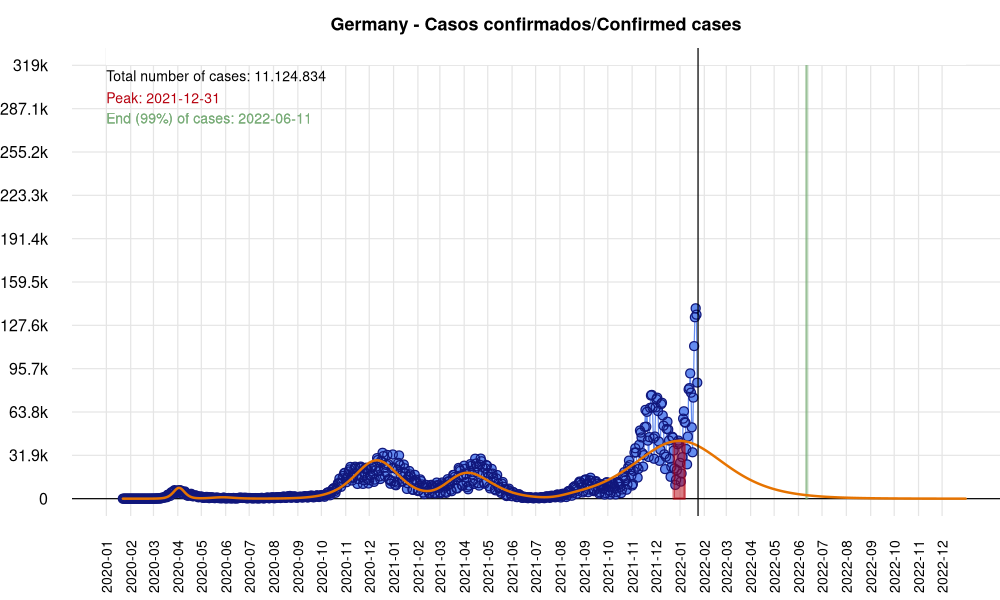 Germany - Casos confirmados/Confirmed cases
Total number of cases: 11.124.834
Peak: 2021-12-31
End (99%) of cases: 2022-06-11
319k
287.1k
255.2k
223.3k
191.4k
159.5k
127.6k
95.7k
63.8k
31.9k
0
2020-01
2020-02
2020-03
2020-04
2020-05
2020-06
2020-07
2020-08
2020-09
2020-10
2020-11
2020-12
2021-01
2021-02
2021-03
2021-04
2021-05
2021-06
2021-07
2021-08
2021-09
2021-10
2021-11
2021-12
2022-01
2022-02
2022-03
2022-04
2022-05
2022-06
2022-07
2022-08
2022-09
2022-10
2022-11
2022-12